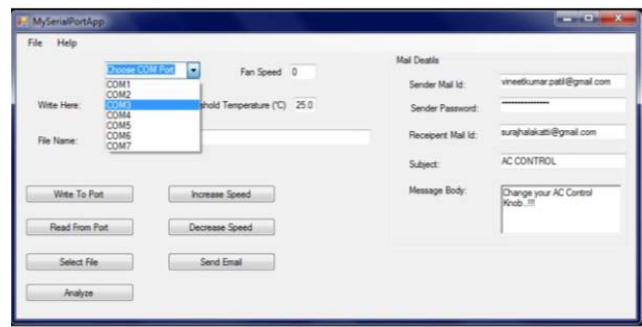 MySerialPortApp
File Help
Choose COM Port
COM1
COM2
COM3
COM4
COM5
COM6
COM7
Fan Speed 0
Write Here:
shold Temperature (°C) 25.0
File Name:
Write To Port
Increase Speed
Read From Port
Decrease Speed
Select File
Send Email
Analyze
Mail Deatils
Sender Mail Id: vineetkumar.patil@gmail.com
Sender Password:
Receipent Mail Id: surajhalakatti@gmail.com
Subject: AC CONTROL
Message Body: Change your AC Control
Knob..!!!